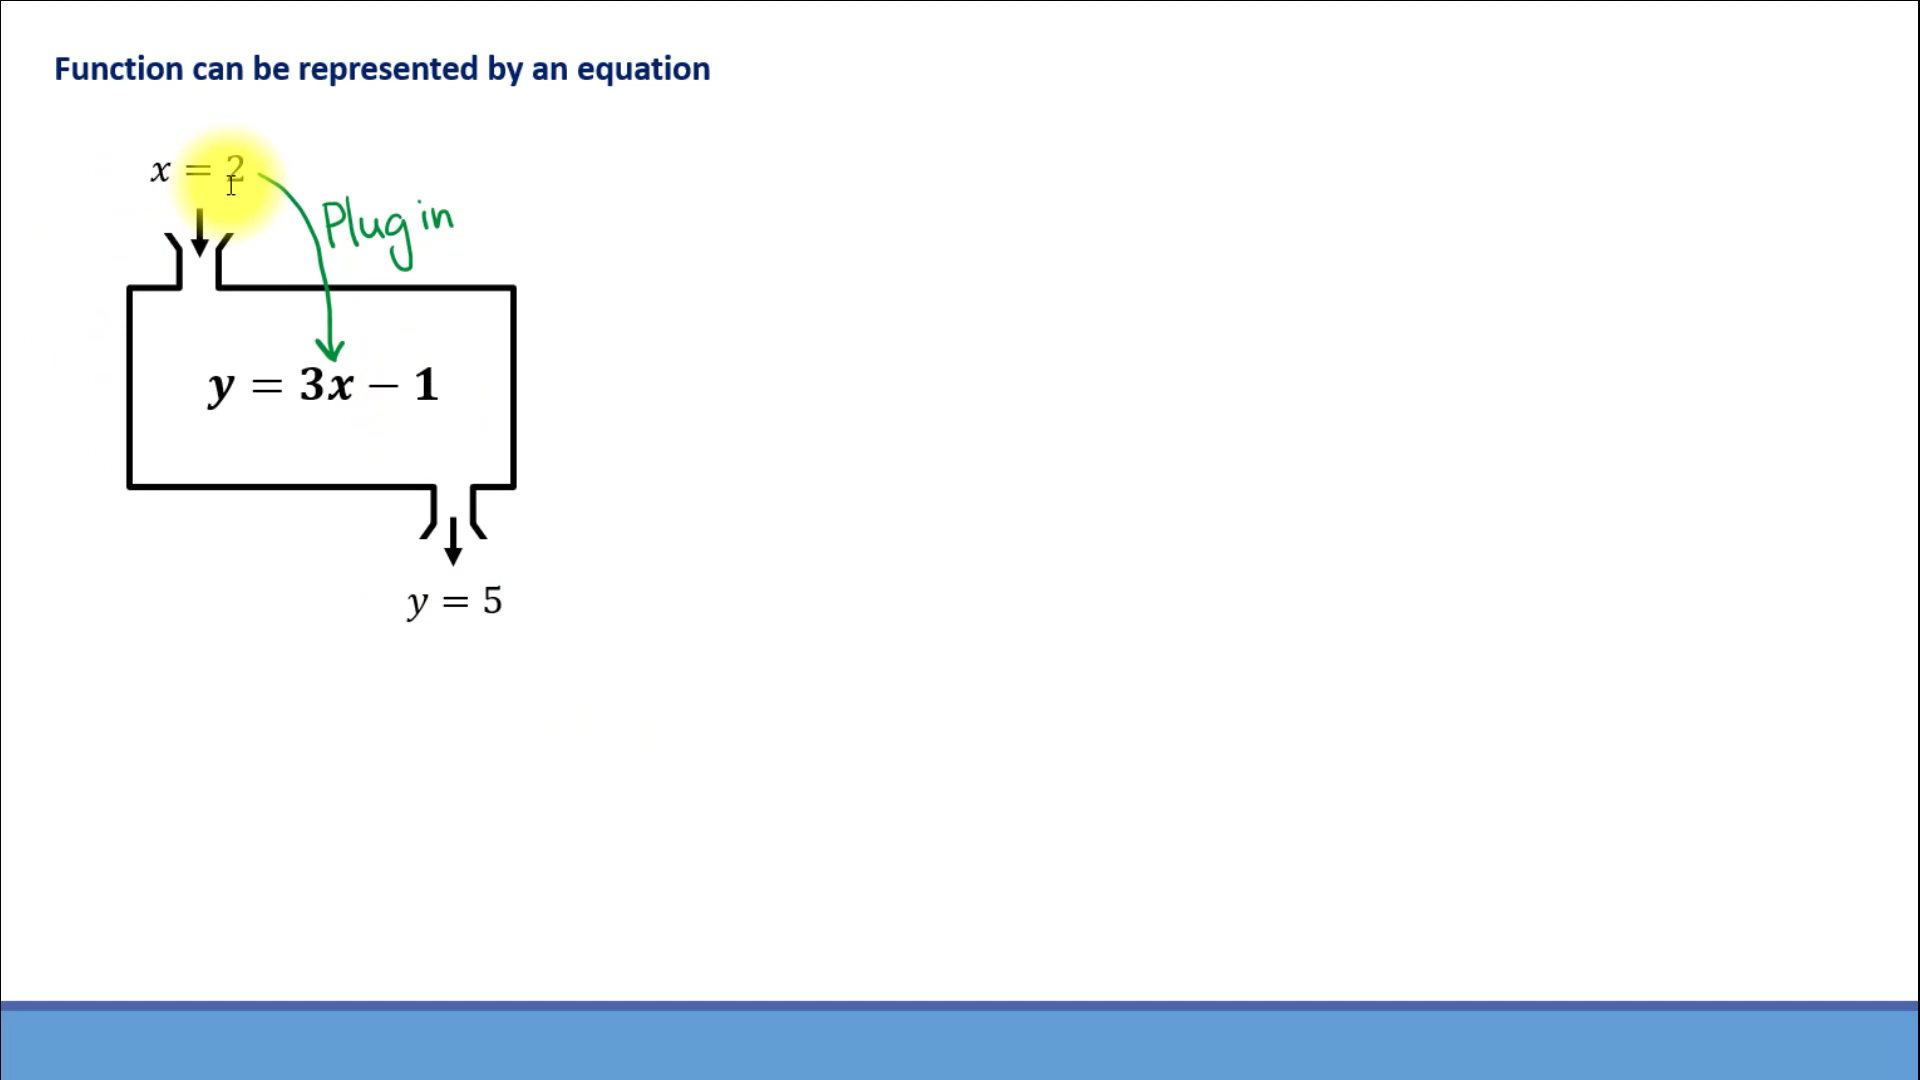 Function can be represented by an equation
x = 2
Plug in
y = 3x − 1
y = 5